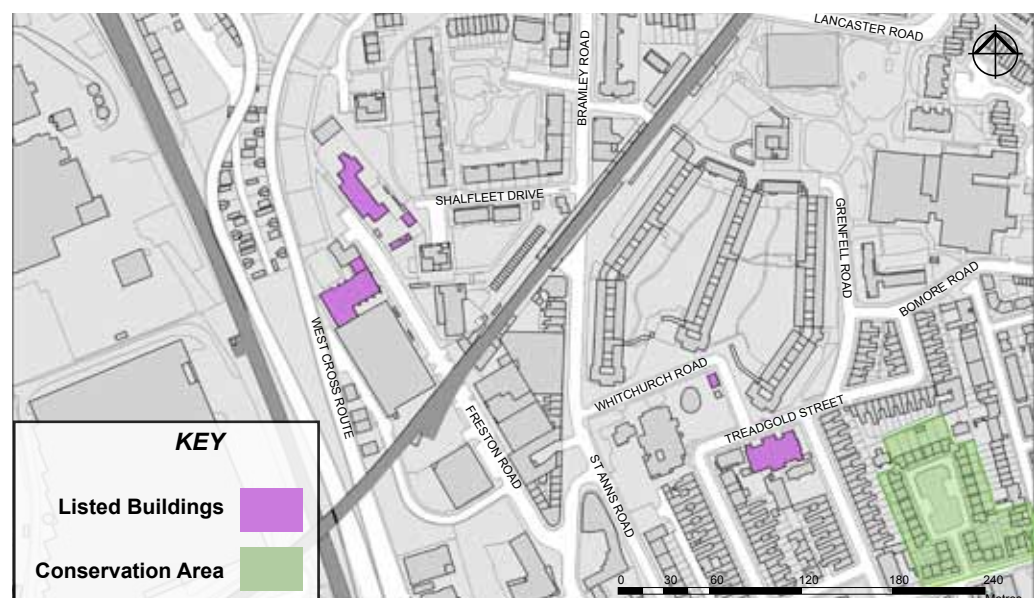 LANCASTER ROAD
BRAMLEY ROAD
SHALFLEET DRIVE
GRENFELL ROAD
BOMORE ROAD
WEST CROSS ROUTE
WHITCHURCH ROAD
TREADGOLD STREET
FRESTON ROAD
ST ANNS ROAD
KEY
Listed Buildings
Conservation Area
0 30 60 120 180 240
Metres